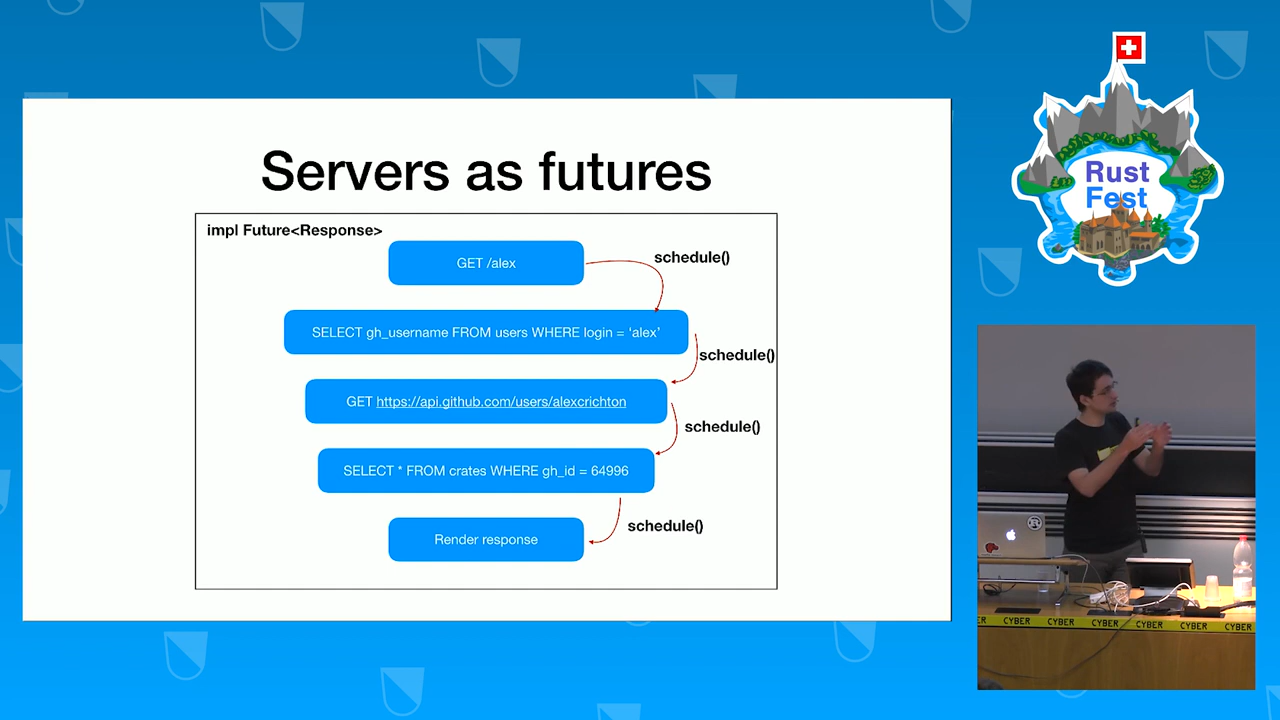 Servers as futures
impl Future<Response>
GET /alex
schedule()
SELECT gh_username FROM users WHERE login = ‘alex’
schedule()
GET https://api.github.com/users/alexcrichton
schedule()
SELECT * FROM crates WHERE gh_id = 64996
schedule()
Render response
Rust
Fest
CYBER CYBER CYBER CYBER CYBER CYBER